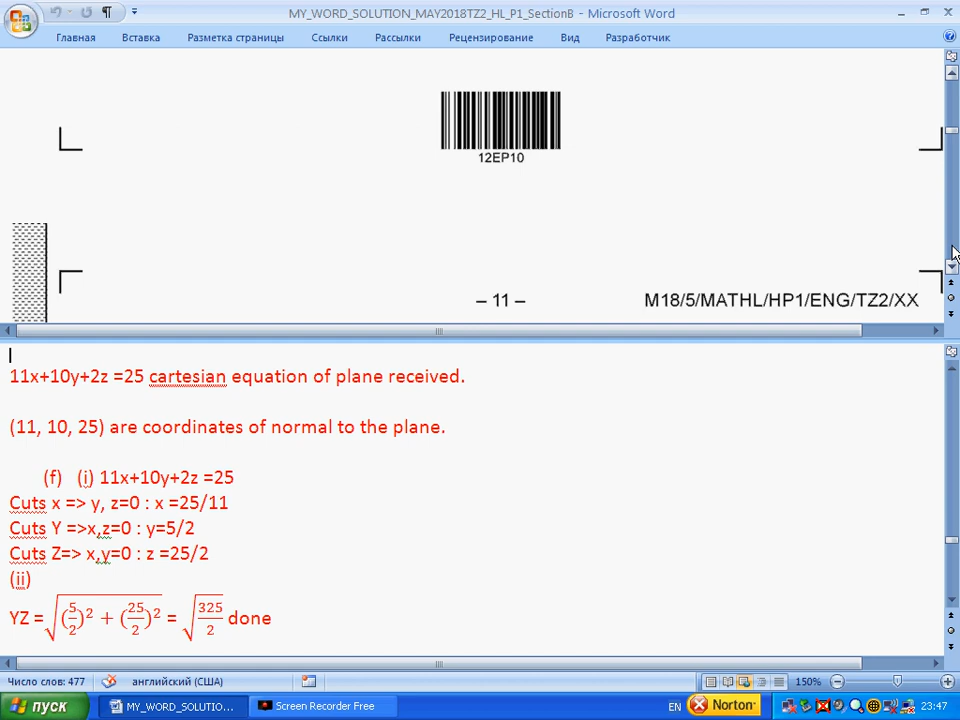 MY_WORD_SOLUTION_MAY2018TZ2_HL_P1_SectionB - Microsoft Word
Главная Вставка Разметка страницы Ссылки Рассылки Рецензирование Вид Разработчик
12EP10
– 11 –
M18/5/MATHL/HP1/ENG/TZ2/XX
11x+10y+2z =25 cartesian equation of plane received.
(11, 10, 25) are coordinates of normal to the plane.
(f) (i) 11x+10y+2z =25
Cuts x => y, z=0 : x =25/11
Cuts Y =>x,z=0 : y=5/2
Cuts Z=> x,y=0 : z =25/2
(ii)
YZ = √((5/2)² + (25/2)²) = √(325/2) done
Число слов: 477 английский (США) 150%
пуск MY_WORD_SOLUTIO... Screen Recorder Free EN Norton 23:47